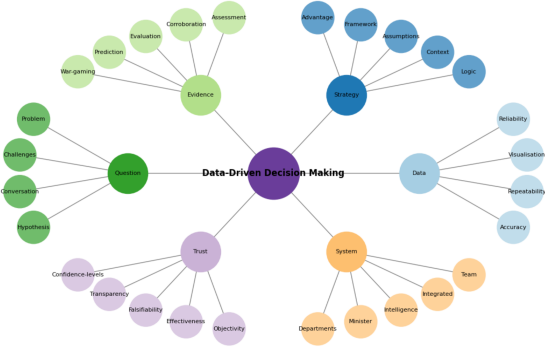 Assessment
Corroboration
Evaluation
Prediction
War-gaming
Evidence
Advantage
Framework
Assumptions
Context
Logic
Strategy
Problem
Challenges
Conversation
Hypothesis
Question
Data-Driven Decision Making
Data
Reliability
Visualisation
Repeatability
Accuracy
Trust
Confidence-levels
Transparency
Falsifiability
Effectiveness
Objectivity
System
Team
Integrated
Intelligence
Minister
Departments